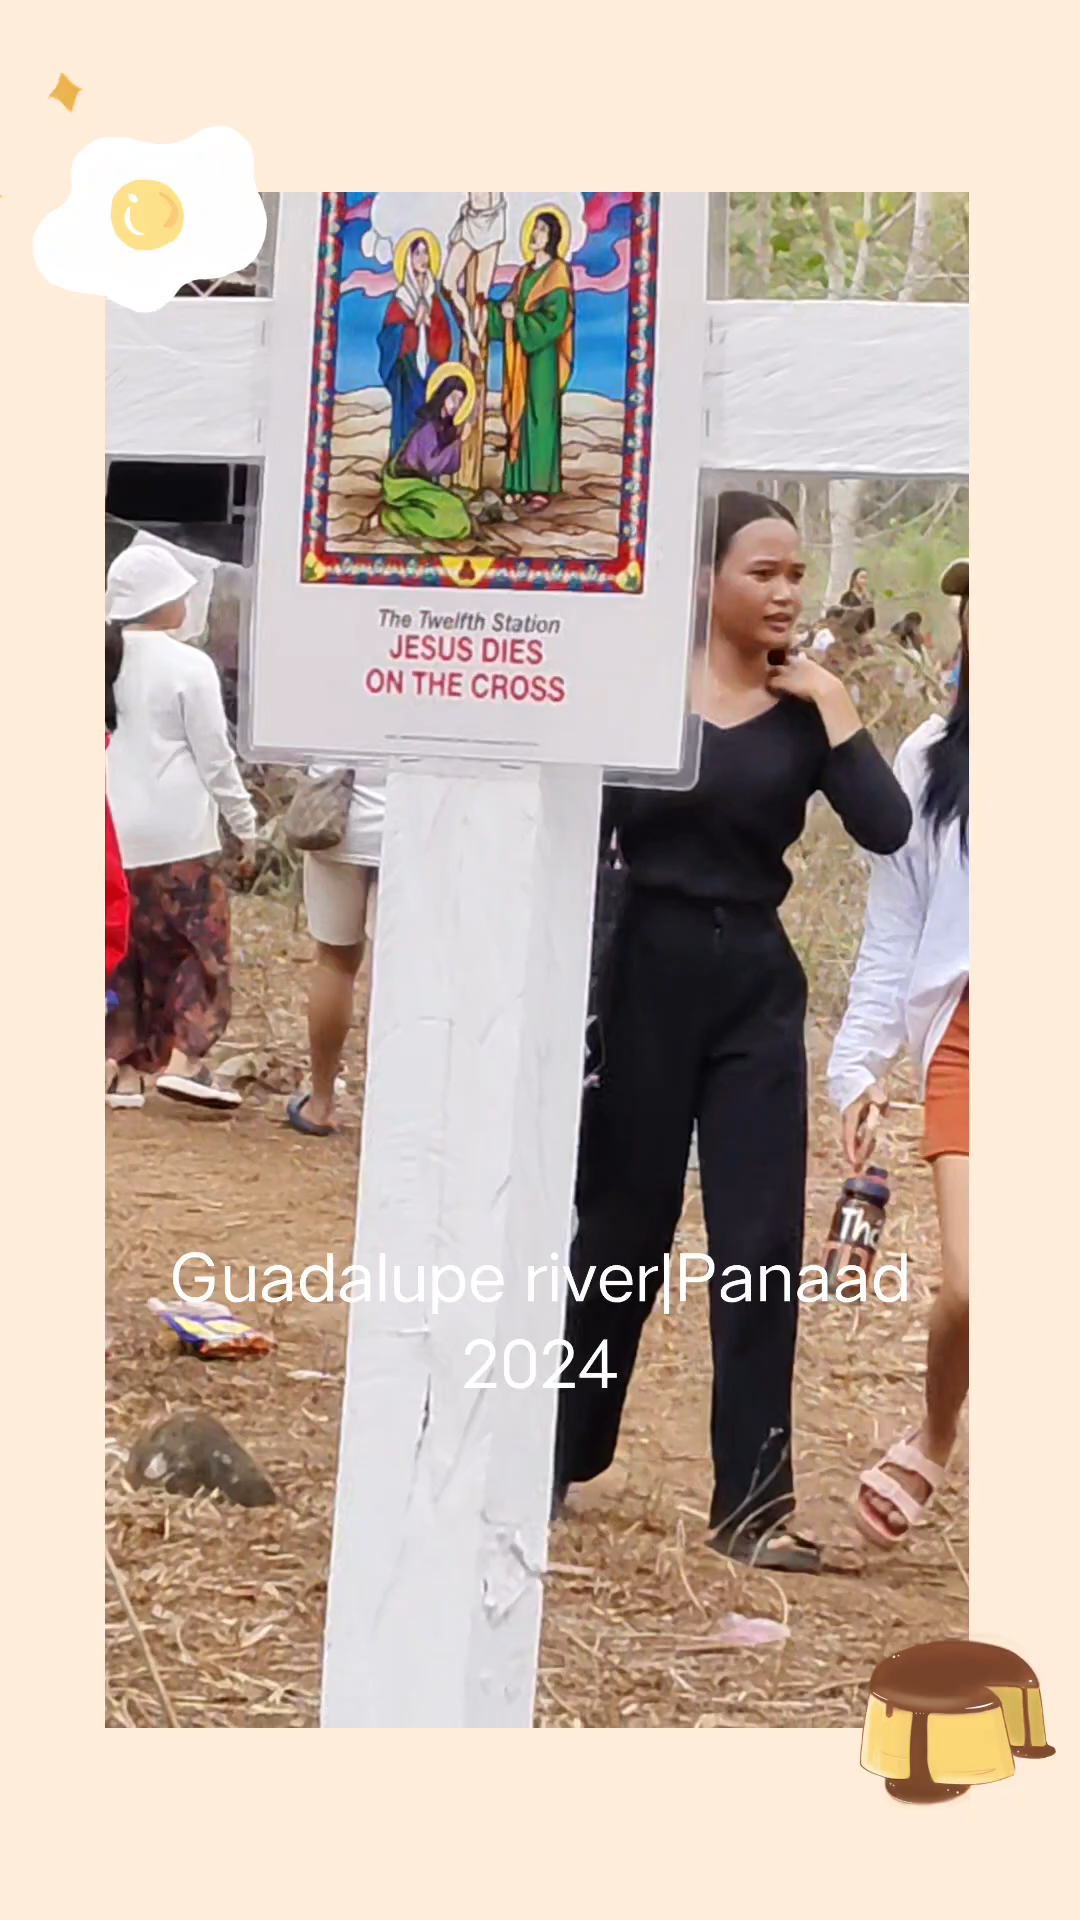 The Twelfth Station
JESUS DIES
ON THE CROSS
Guadalupe river|Panaad
2024